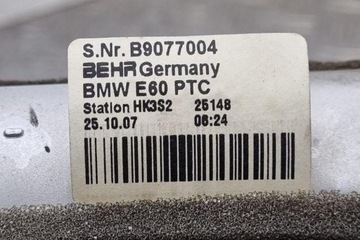 S.Nr. B9077004
BEHR Germany
BMW E60 PTC
Station HK3S2 25148
25.10.07 06:24